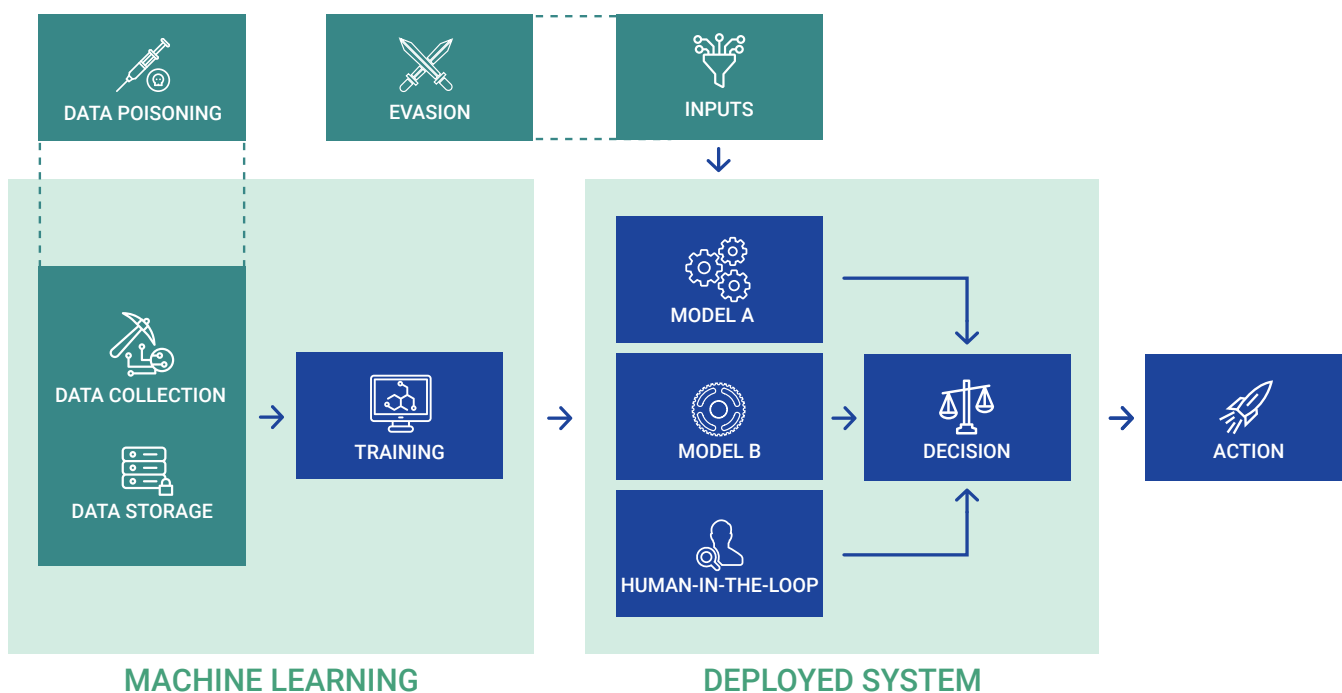 DATA POISONING
EVASION
INPUTS
DATA COLLECTION
DATA STORAGE
TRAINING
MODEL A
MODEL B
HUMAN-IN-THE-LOOP
DECISION
ACTION
MACHINE LEARNING
DEPLOYED SYSTEM